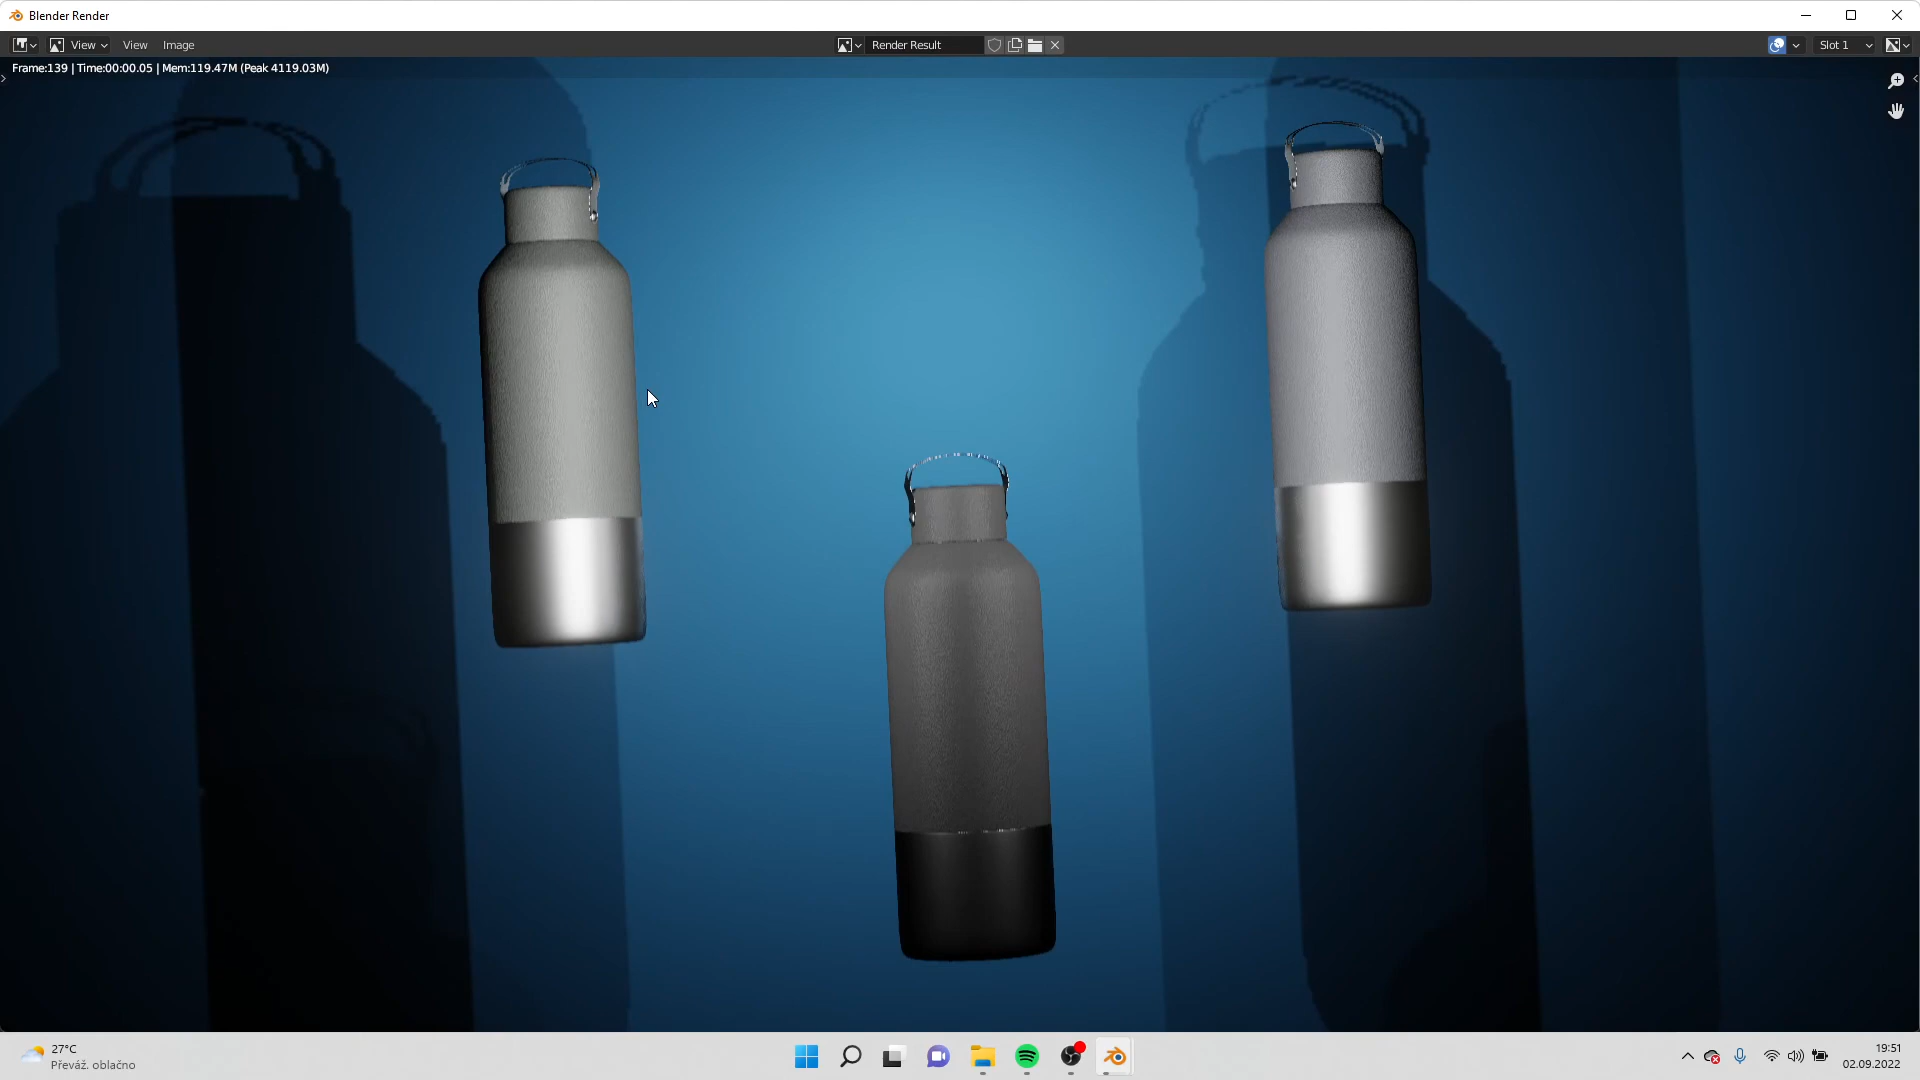 Blender Render
View View Image Render Result Slot 1
Frame:139 | Time:00:00.05 | Mem:119.47M (Peak 4119.03M)
27°C
Převáž. oblačno
19:51
02.09.2022